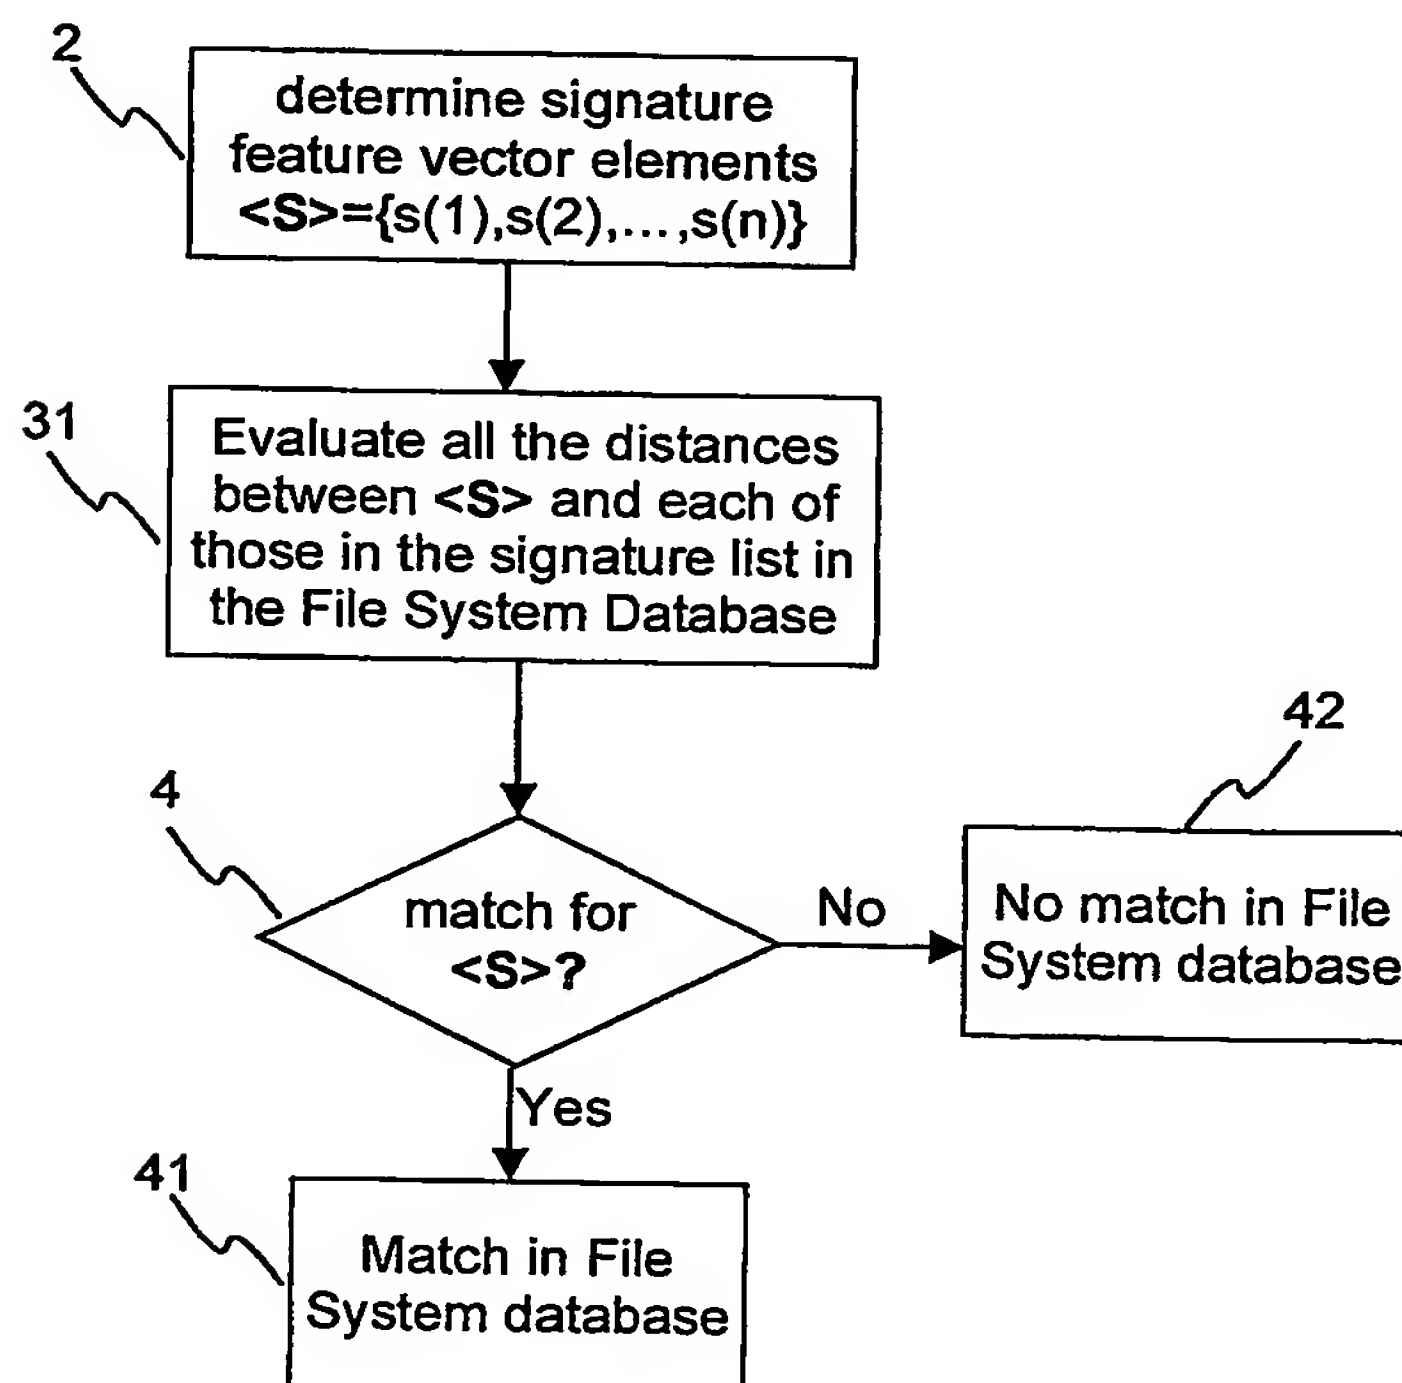 2
determine signature
feature vector elements
<S>={s(1),s(2),...,s(n)}
31
Evaluate all the distances
between <S> and each of
those in the signature list in
the File System Database
42
4
match for
<S>?
No
No match in File
System database
Yes
41
Match in File
System database